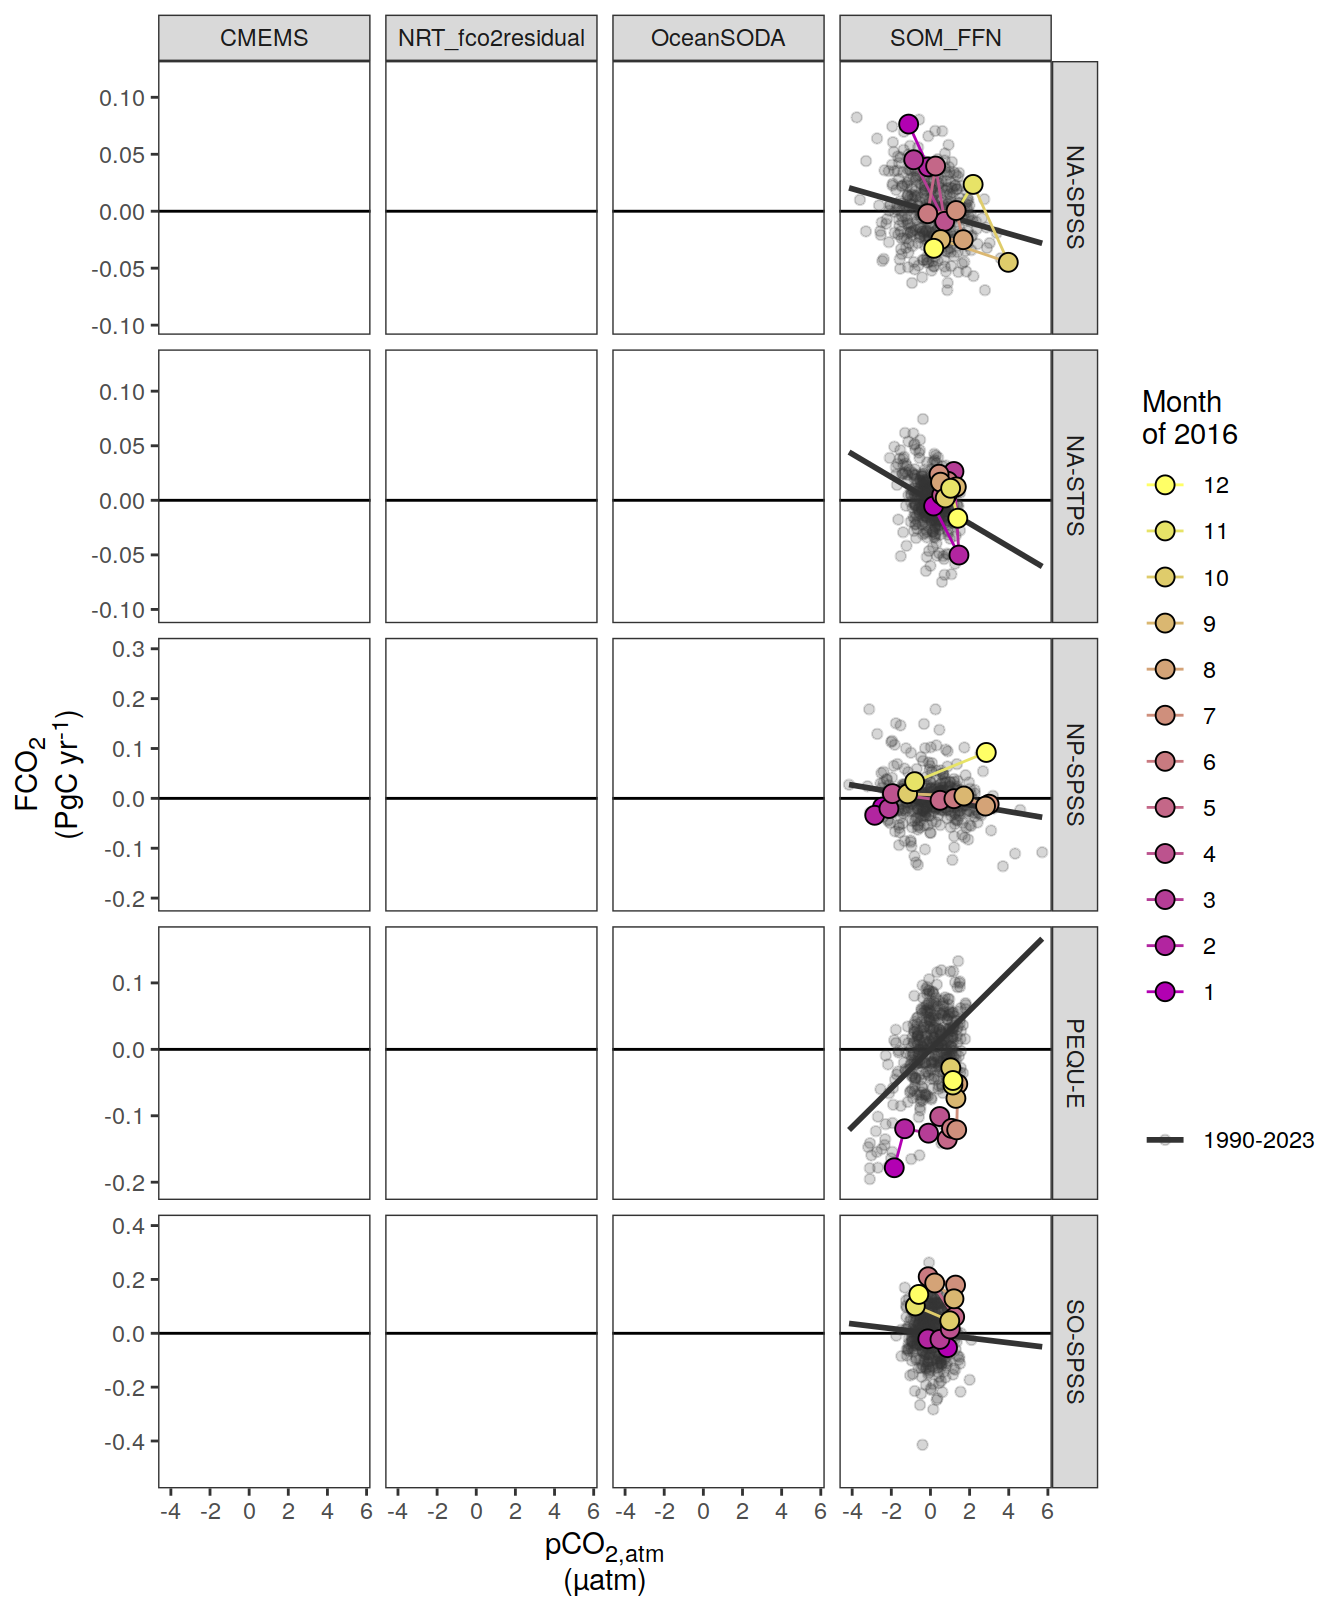 CMEMS NRT_fco2residual OceanSODA SOM_FFN
0.10
0.05
0.00
-0.05
-0.10
NA-SPSS
0.10
0.05
0.00
-0.05
-0.10
NA-STPS
0.3
0.2
0.1
0.0
-0.1
-0.2
NP-SPSS
0.1
0.0
-0.1
-0.2
PEQU-E
0.4
0.2
0.0
-0.2
-0.4
SO-SPSS
-4 -2 0 2 4 6 -4 -2 0 2 4 6 -4 -2 0 2 4 6 -4 -2 0 2 4 6
pCO2,atm
(µatm)
FCO2
(PgC yr-1)
Month
of 2016
12
11
10
9
8
7
6
5
4
3
2
1
1990-2023